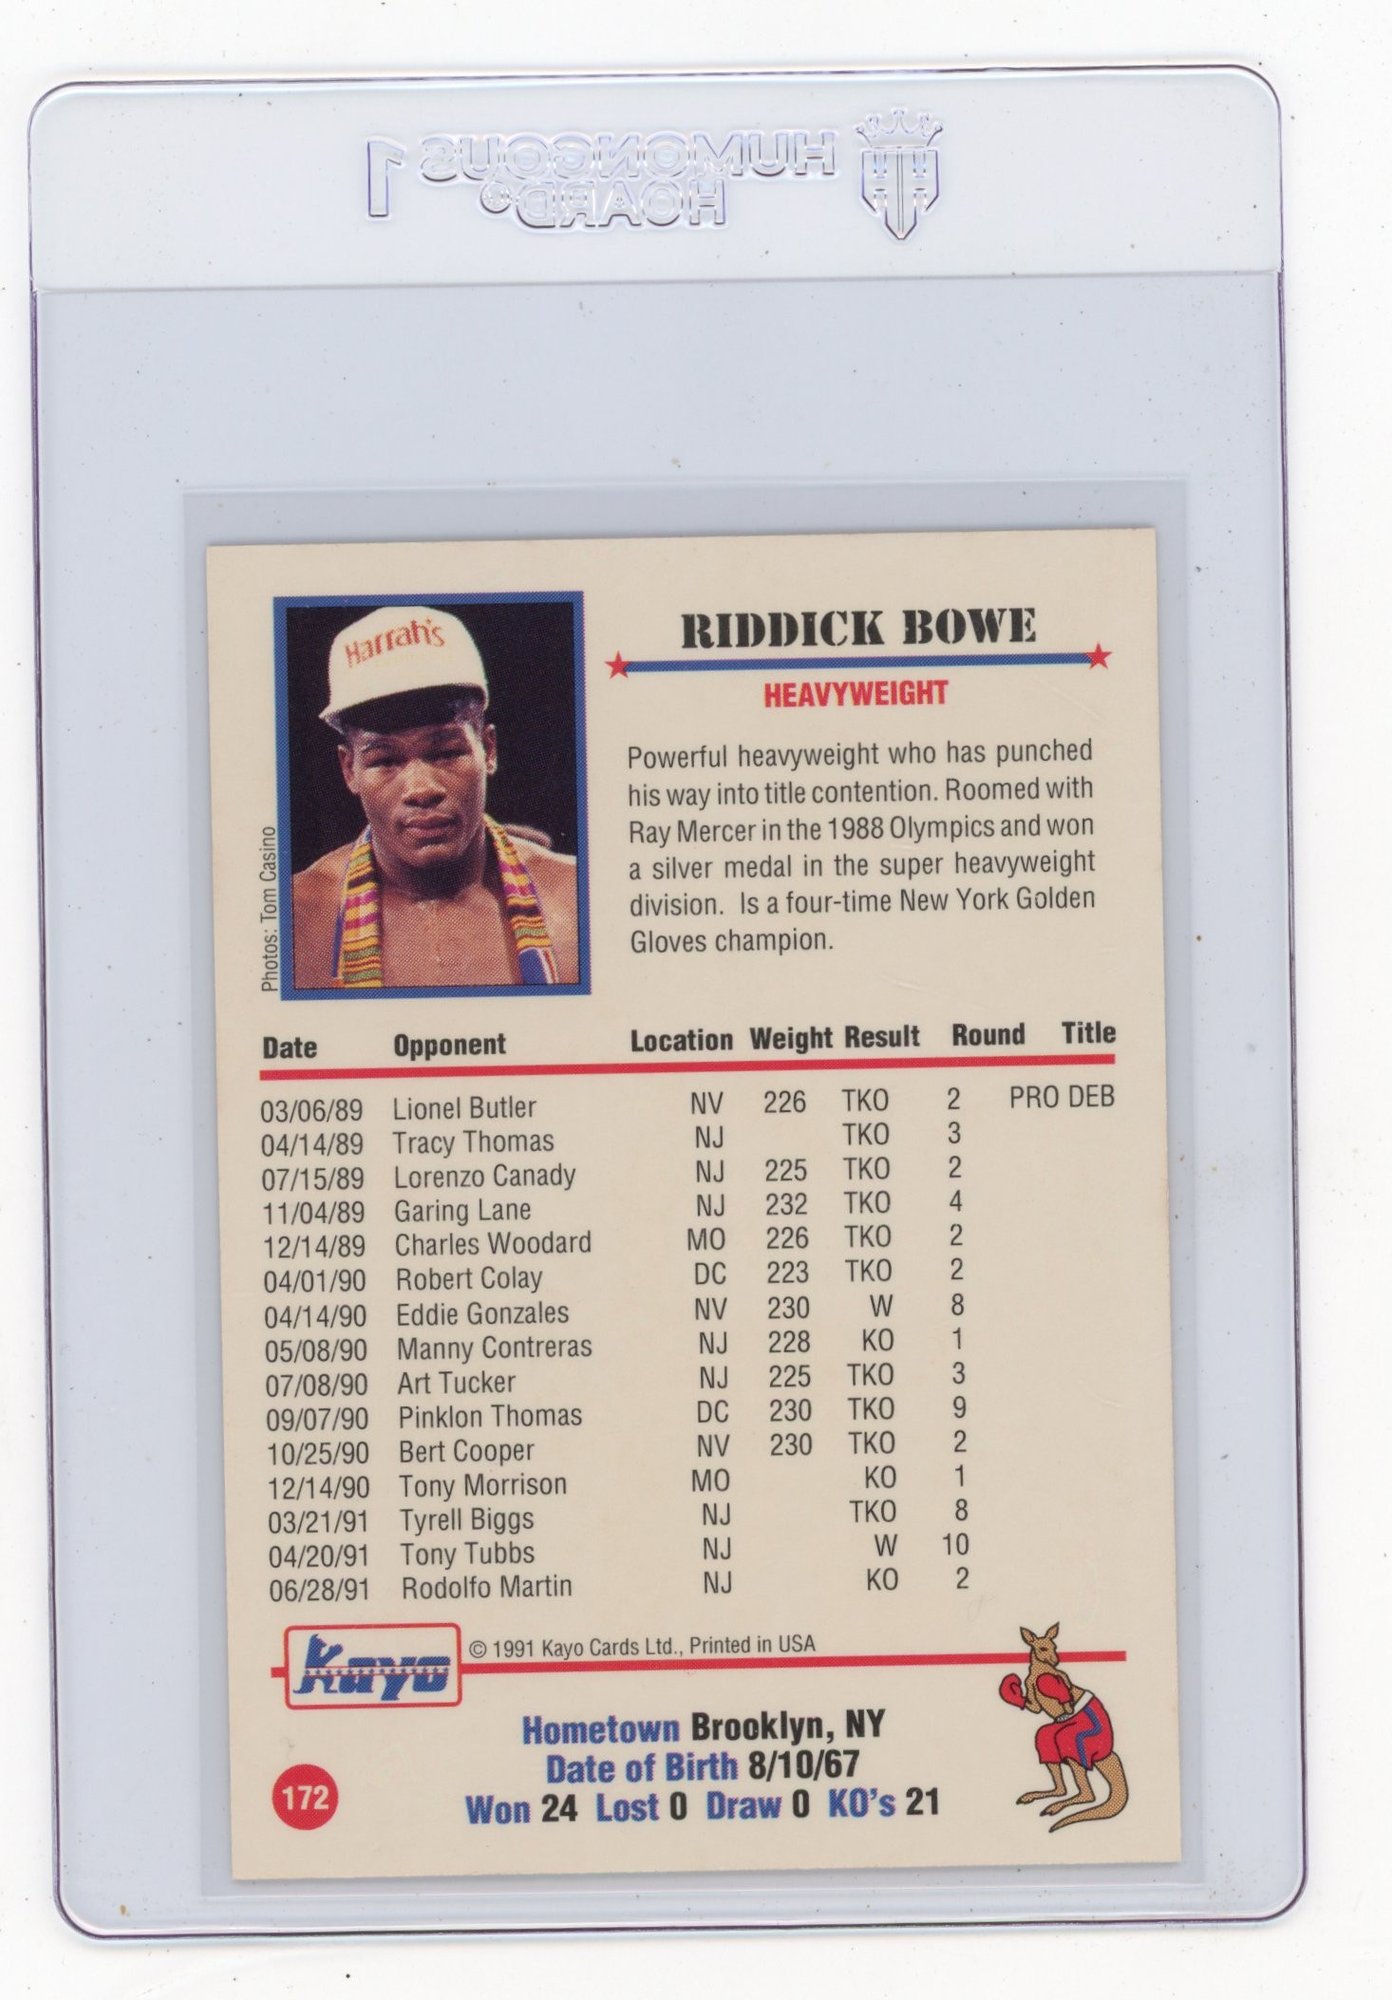 HUMONGOUS 1
HOARD®
HH
Harrah's
RIDDICK BOWE
HEAVYWEIGHT
Powerful heavyweight who has punched
his way into title contention. Roomed with
Ray Mercer in the 1988 Olympics and won
a silver medal in the super heavyweight
division. Is a four-time New York Golden
Gloves champion.
Photos: Tom Casino
Date Opponent Location Weight Result Round Title
03/06/89 Lionel Butler NV 226 TKO 2 PRO DEB
04/14/89 Tracy Thomas NJ TKO 3
07/15/89 Lorenzo Canady NJ 225 TKO 2
11/04/89 Garing Lane NJ 232 TKO 4
12/14/89 Charles Woodard MO 226 TKO 2
04/01/90 Robert Colay DC 223 TKO 2
04/14/90 Eddie Gonzales NV 230 W 8
05/08/90 Manny Contreras NJ 228 KO 1
07/08/90 Art Tucker NJ 225 TKO 3
09/07/90 Pinklon Thomas DC 230 TKO 9
10/25/90 Bert Cooper NV 230 TKO 2
12/14/90 Tony Morrison MO KO 1
03/21/91 Tyrell Biggs NJ TKO 8
04/20/91 Tony Tubbs NJ W 10
06/28/91 Rodolfo Martin NJ KO 2
Kayo © 1991 Kayo Cards Ltd., Printed in USA
Hometown Brooklyn, NY
Date of Birth 8/10/67
172 Won 24 Lost 0 Draw 0 KO's 21